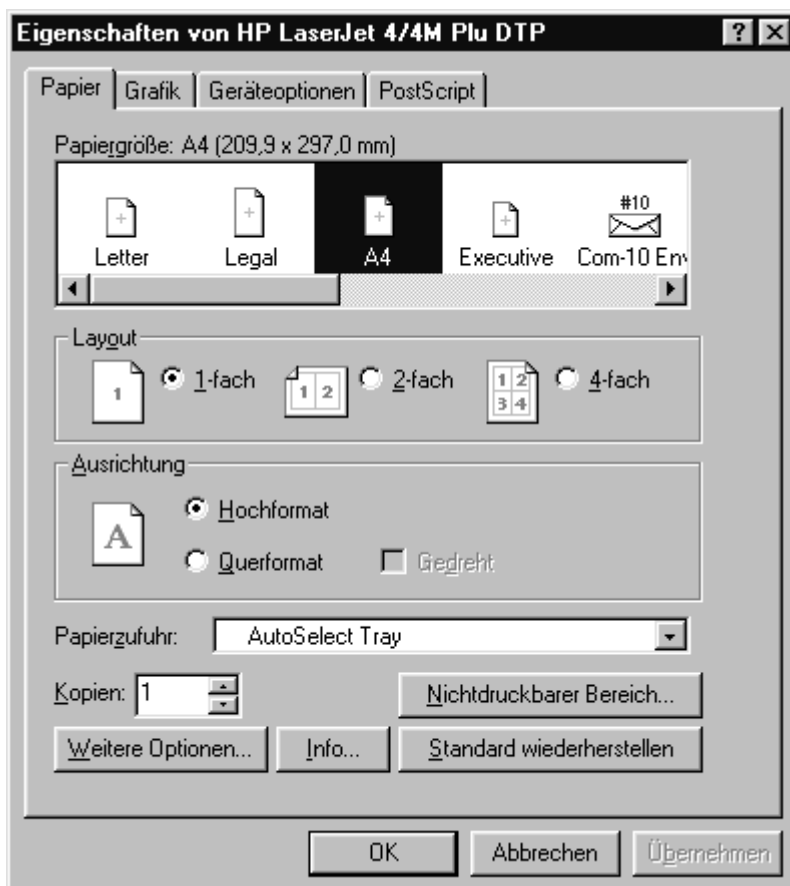 Eigenschaften von HP LaserJet 4/4M Plu DTP
Papier Grafik Geräteoptionen PostScript
Papiergröße: A4 (209,9 x 297,0 mm)
#10
Letter Legal A4 Executive Com-10 Env
Layout
1 1-fach 1 2 2-fach 1 2 3 4 4-fach
Ausrichtung
A
Hochformat
Querformat Gedreht
Papierzufuhr: AutoSelect Tray
Kopien: 1 Nichtdruckbarer Bereich...
Weitere Optionen... Info... Standard wiederherstellen
OK Abbrechen Übernehmen